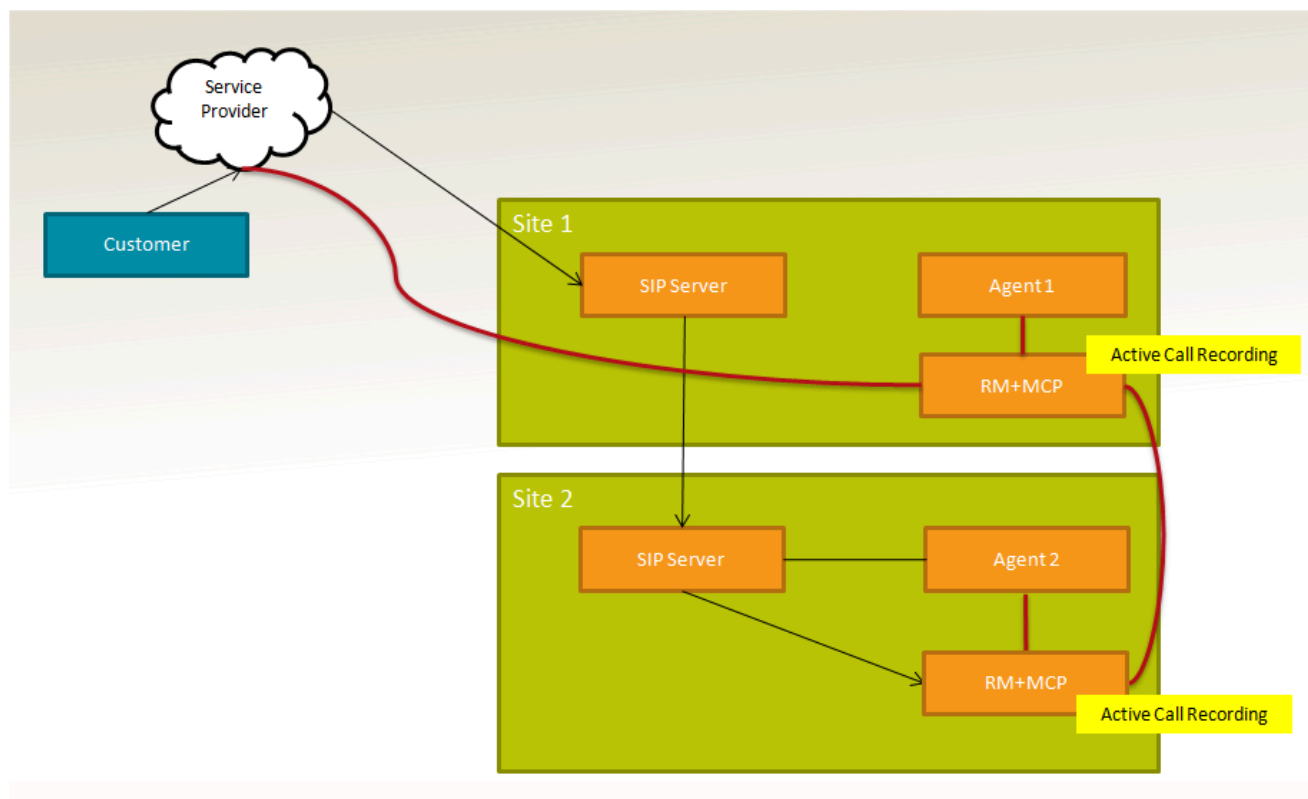 Service
Provider
Customer
Site 1
SIP Server
Agent 1
Active Call Recording
RM+MCP
Site 2
SIP Server
Agent 2
RM+MCP
Active Call Recording